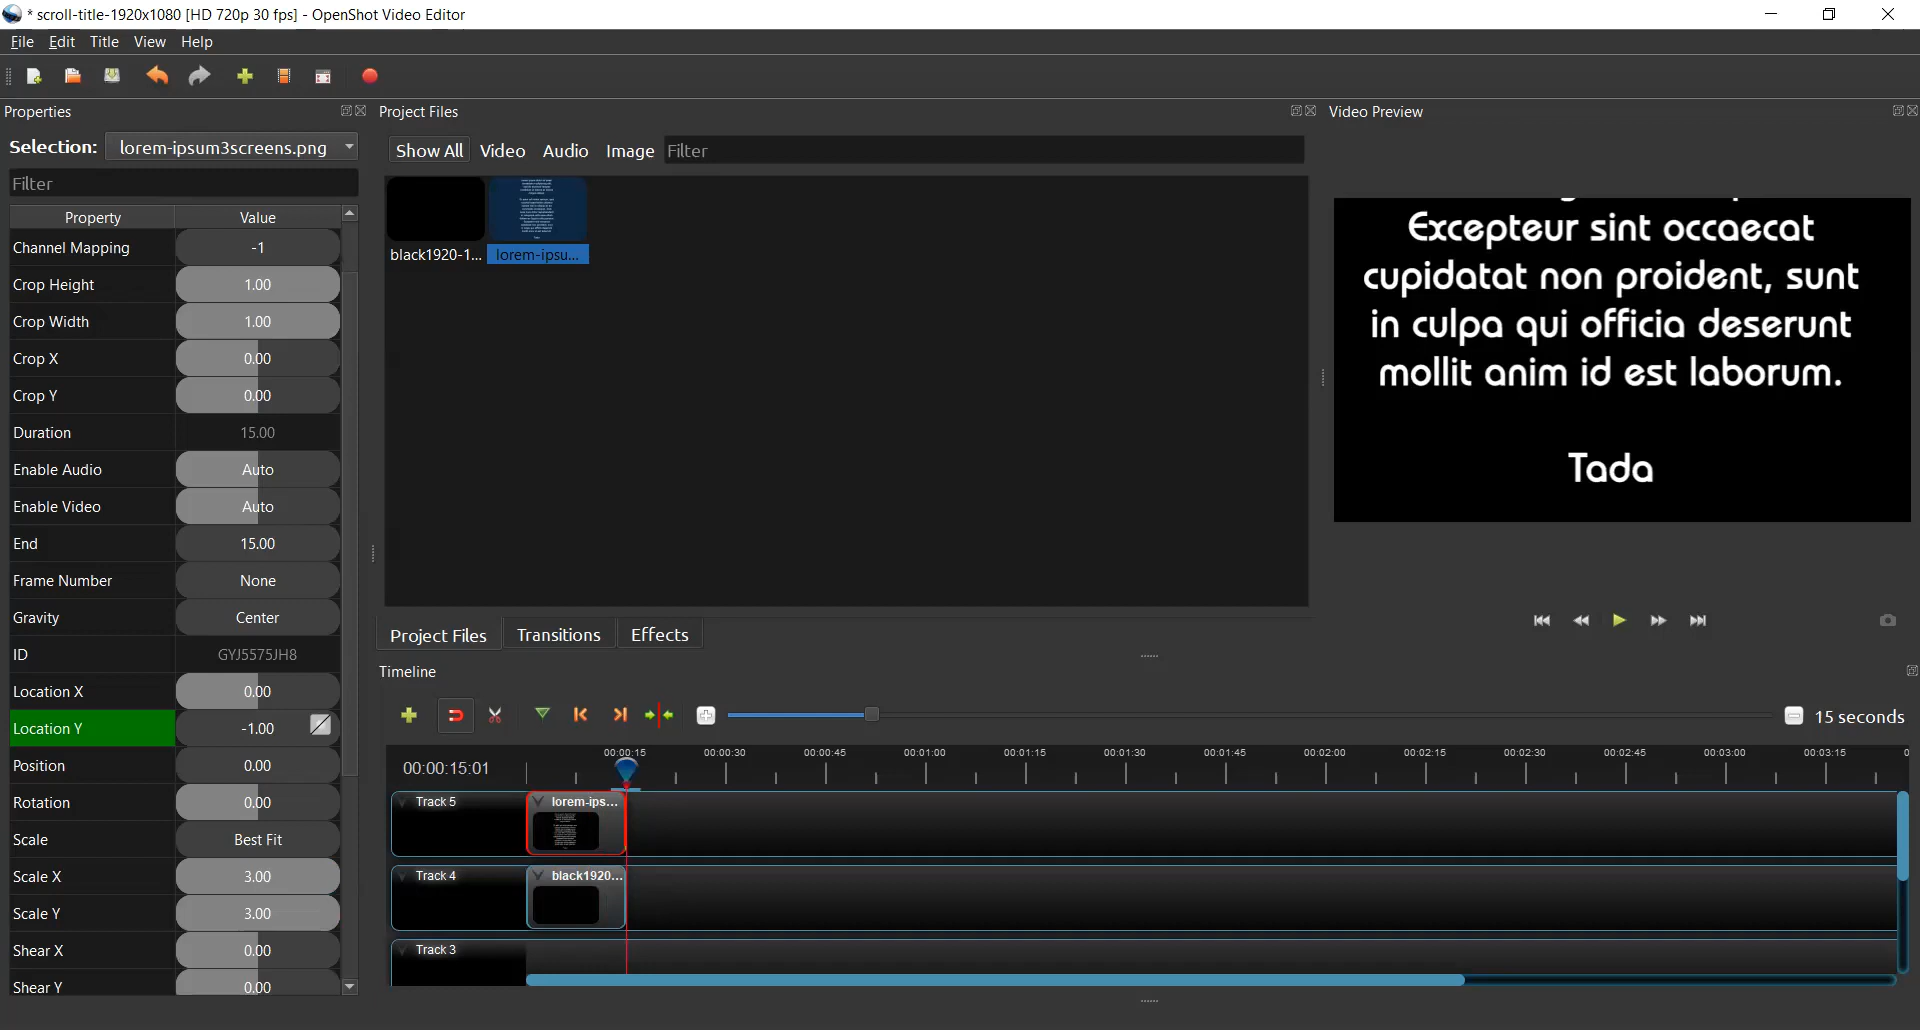 * scroll-title-1920x1080 [HD 720p 30 fps] - OpenShot Video Editor
File Edit Title View Help
Properties
Project Files
Video Preview
Selection: lorem-ipsum3screens.png
Show All Video Audio Image Filter
Filter
Property Value
Channel Mapping -1
Crop Height 1.00
Crop Width 1.00
Crop X 0.00
Crop Y 0.00
Duration 15.00
Enable Audio Auto
Enable Video Auto
End 15.00
Frame Number None
Gravity Center
ID GYJ5575JH8
Location X 0.00
Location Y -1.00
Position 0.00
Rotation 0.00
Scale Best Fit
Scale X 3.00
Scale Y 3.00
Shear X 0.00
Shear Y 0.00
black1920-1... lorem-ipsu...
Excepteur sint occaecat
cupidatat non proident, sunt
in culpa qui officia deserunt
mollit anim id est laborum.
Tada
Project Files Transitions Effects
Timeline
15 seconds
00:00:15 00:00:30 00:00:45 00:01:00 00:01:15 00:01:30 00:01:45 00:02:00 00:02:15 00:02:30 00:02:45 00:03:00 00:03:15
00:00:15:01
Track 5 lorem-ips...
Track 4 black1920...
Track 3